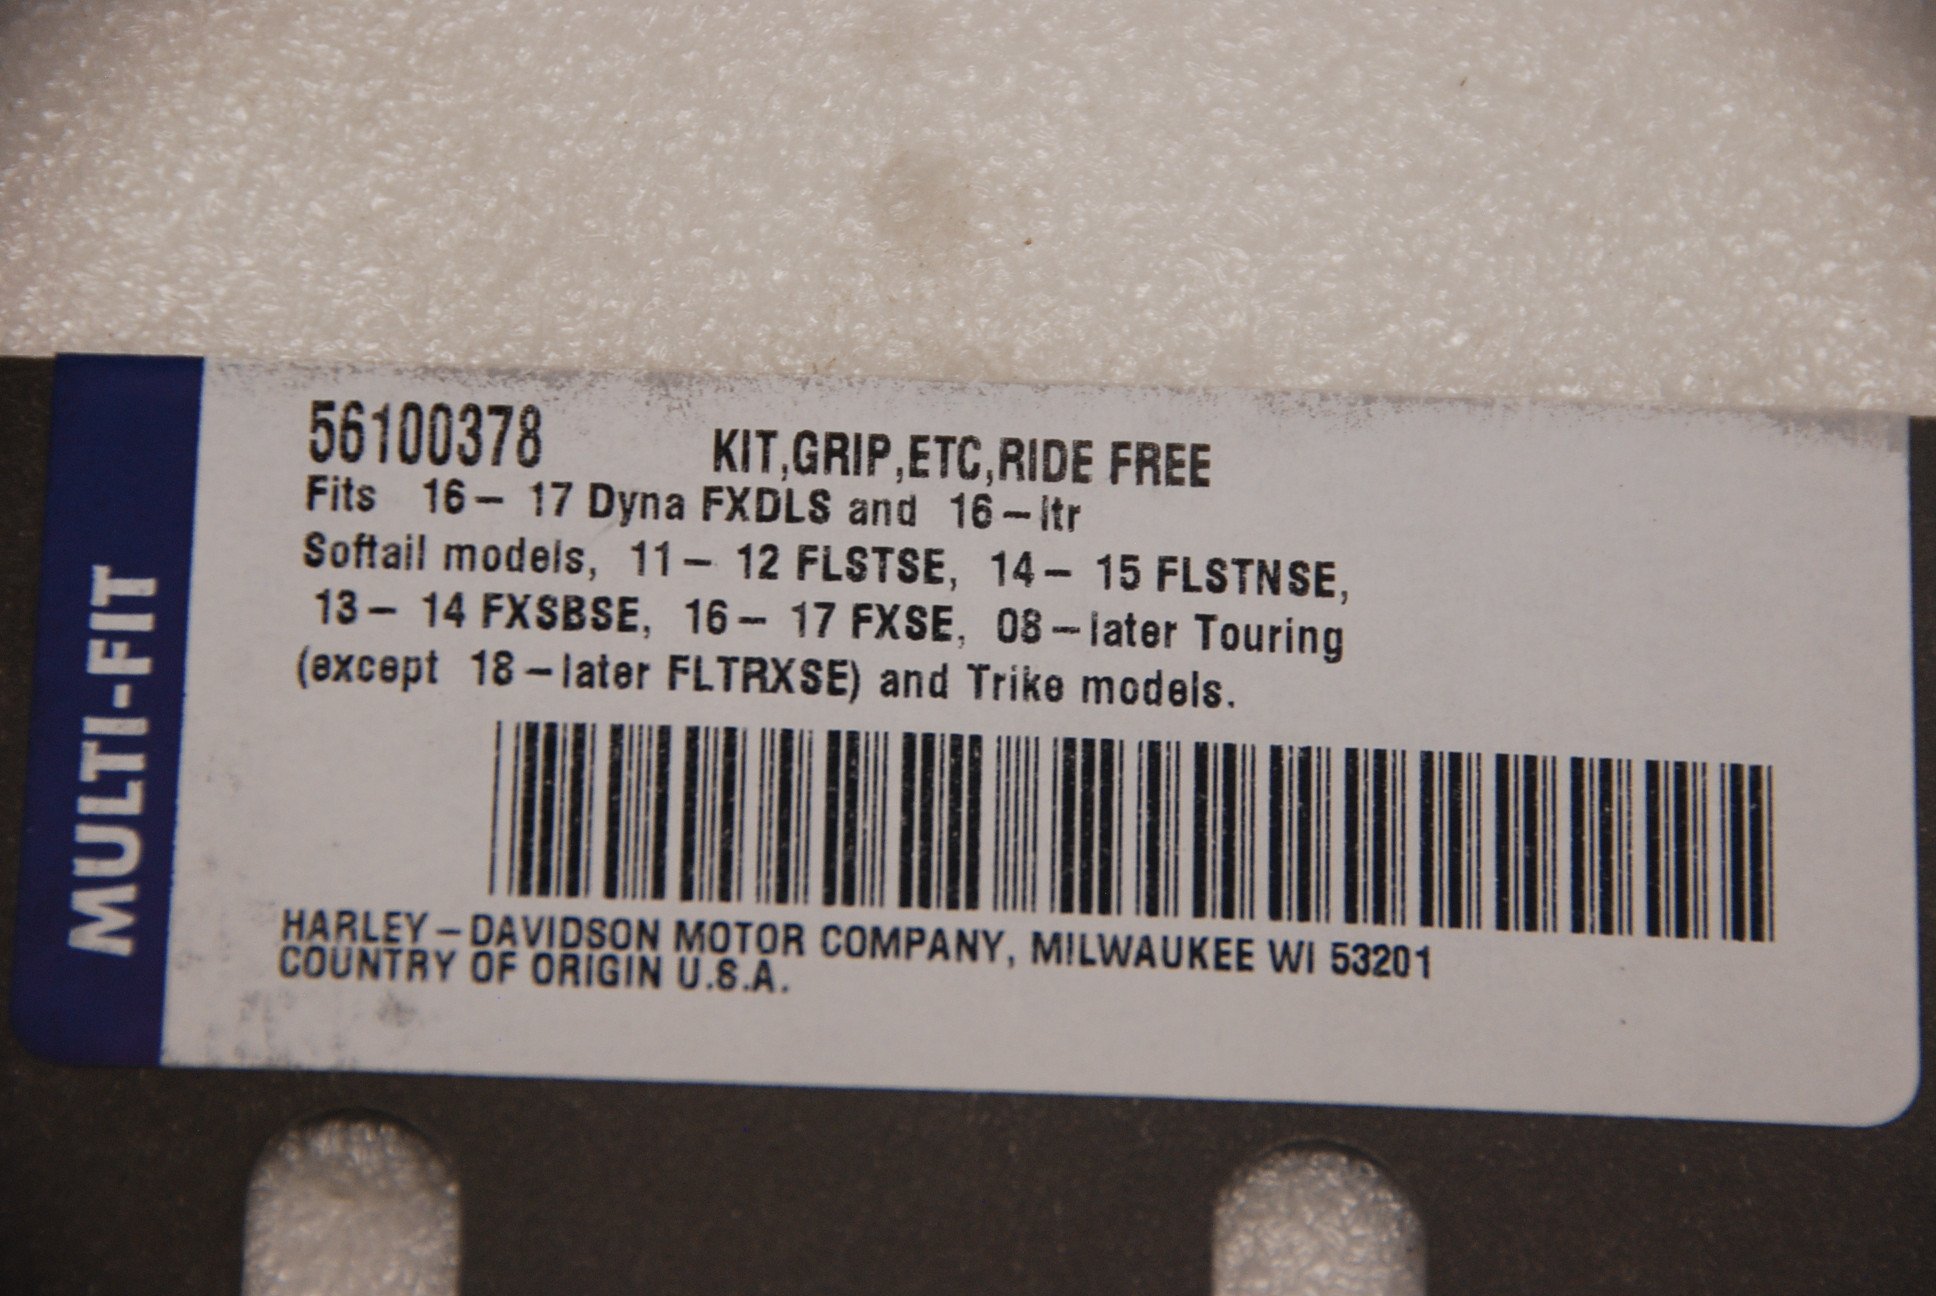 MULTI-FIT
56100378 KIT,GRIP,ETC,RIDE FREE
Fits 16- 17 Dyna FXDLS and 16-ltr
Softail models, 11- 12 FLSTSE, 14- 15 FLSTNSE,
13- 14 FXSBSE, 16- 17 FXSE, 08-later Touring
(except 18-later FLTRXSE) and Trike models.
HARLEY-DAVIDSON MOTOR COMPANY, MILWAUKEE WI 53201
COUNTRY OF ORIGIN U.S.A.